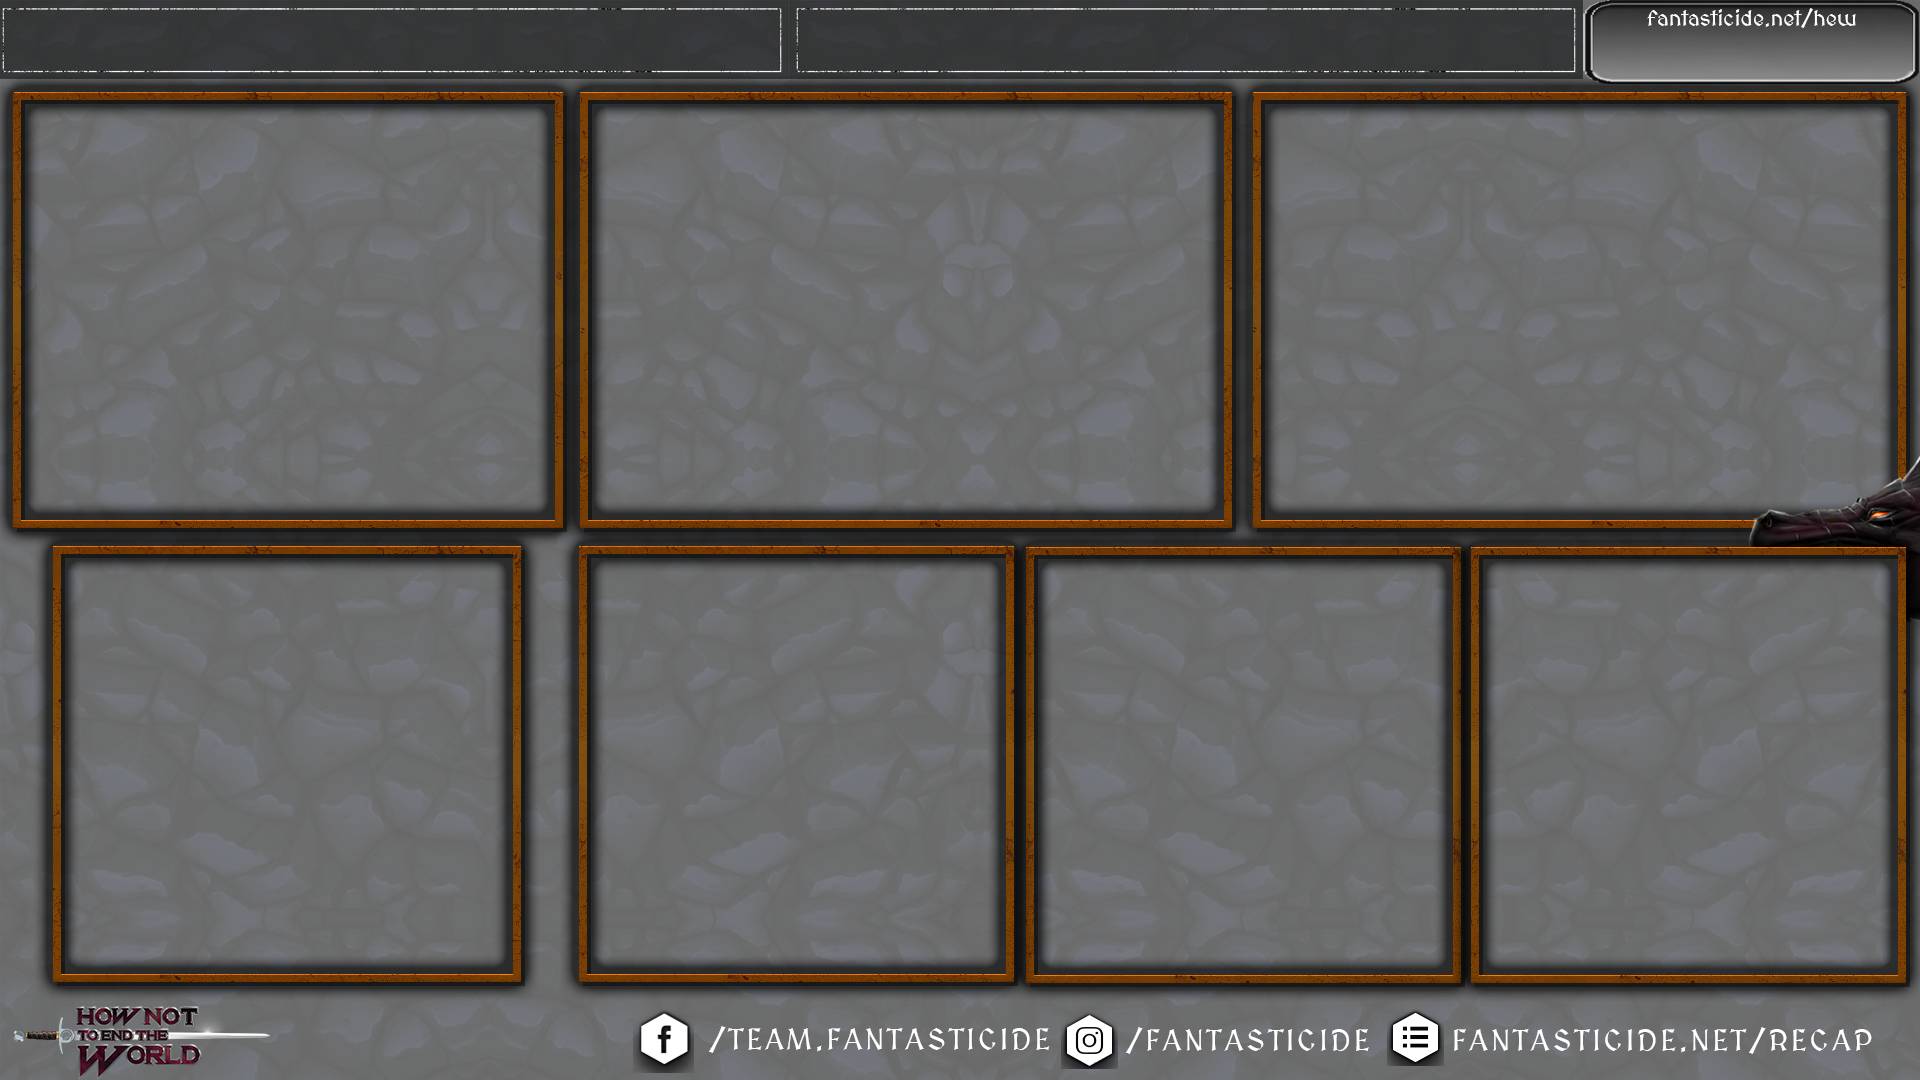 fantasticide.net/hew
HOW NOT
TO END THE
WORLD
/TEAM.FANTASTICIDE
/FANTASTICIDE
FANTASTICIDE.NET/RECAP